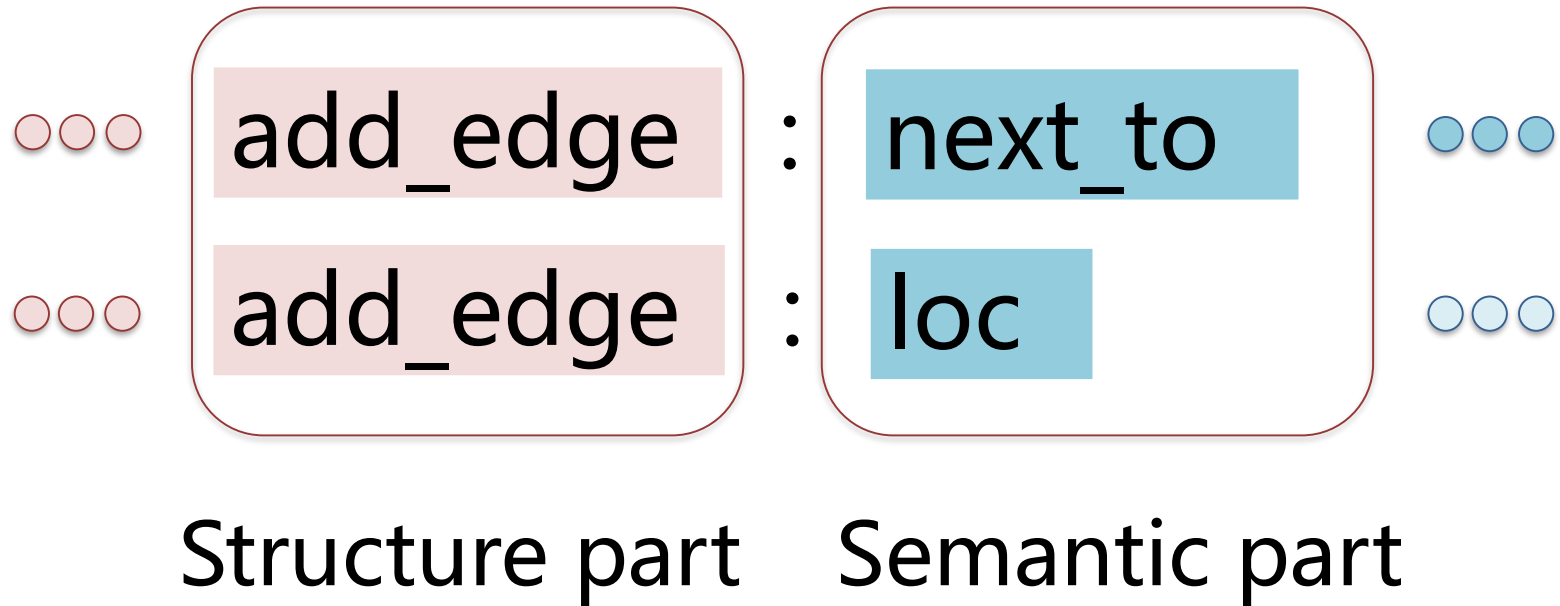 add_edge : next_to
add_edge : loc
Structure part Semantic part